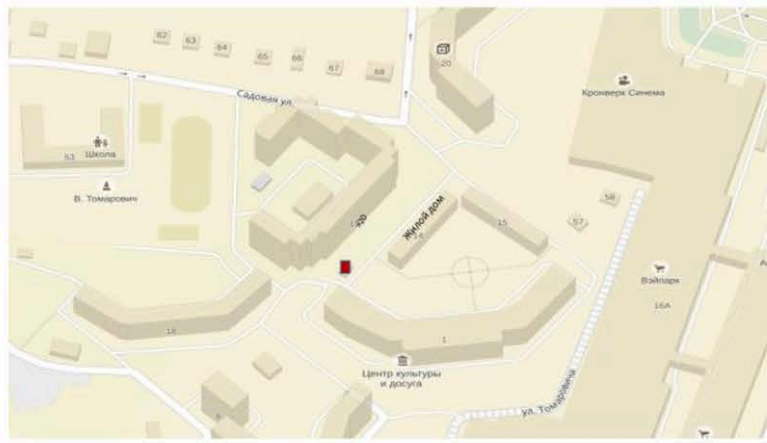 62
63
64
65
66
67
68
20
Садовая ул.
Кронверк Синема
53
Школа
В. Томарович
Жилой дом
14
15
58
57
Вэйпарк
16А
18
1
Центр культуры
и досуга
ул. Томаровича